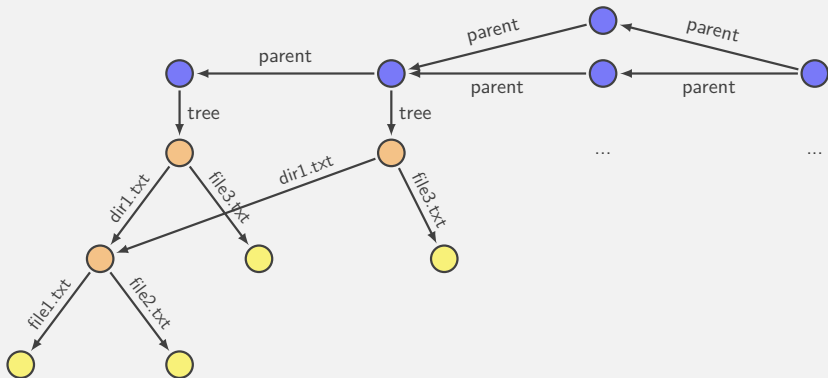 parent
parent
parent
parent
parent
tree
tree
...
...
dir1.txt
file3.txt
dir1.txt
file3.txt
file1.txt
file2.txt